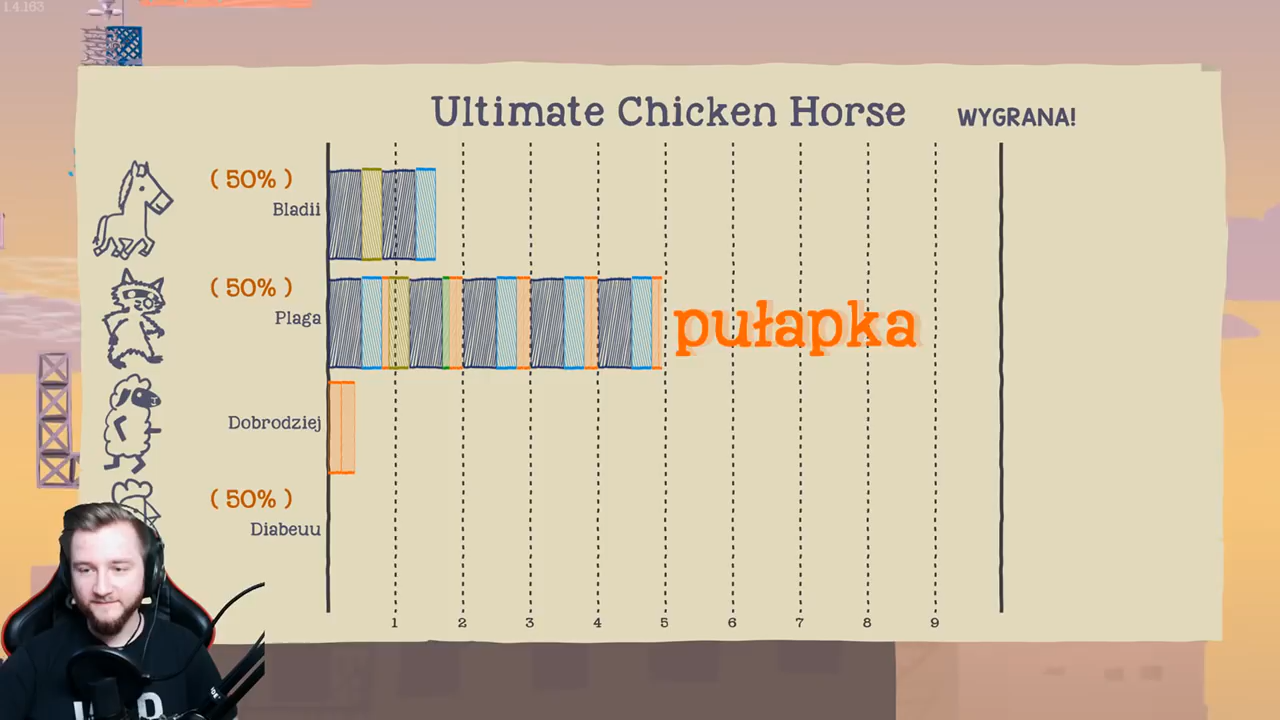 1.4.163
Ultimate Chicken Horse
WYGRANA!
( 50% )
Bladii
( 50% )
Plaga
pułapka
Dobrodziej
( 50% )
Diabeuu
1 2 3 4 5 6 7 8 9